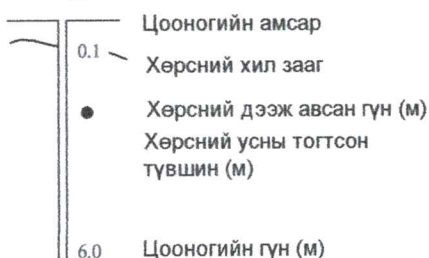 Цооногийн амсар
0.1
Хөрсний хил зааг
Хөрсний дээж авсан гүн (м)
Хөрсний усны тогтсон
түвшин (м)
6.0 Цооногийн гүн (м)